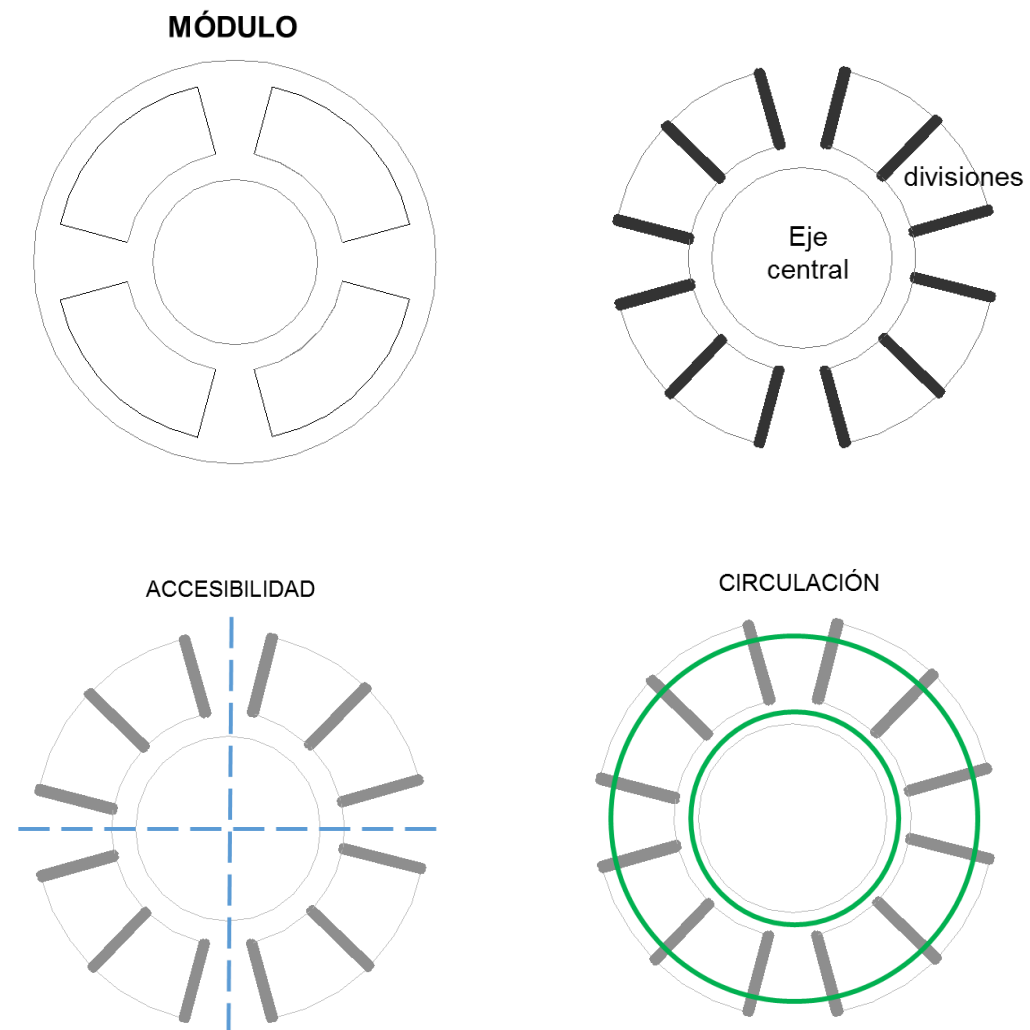 MÓDULO
divisiones
Eje
central
ACCESIBILIDAD
CIRCULACIÓN